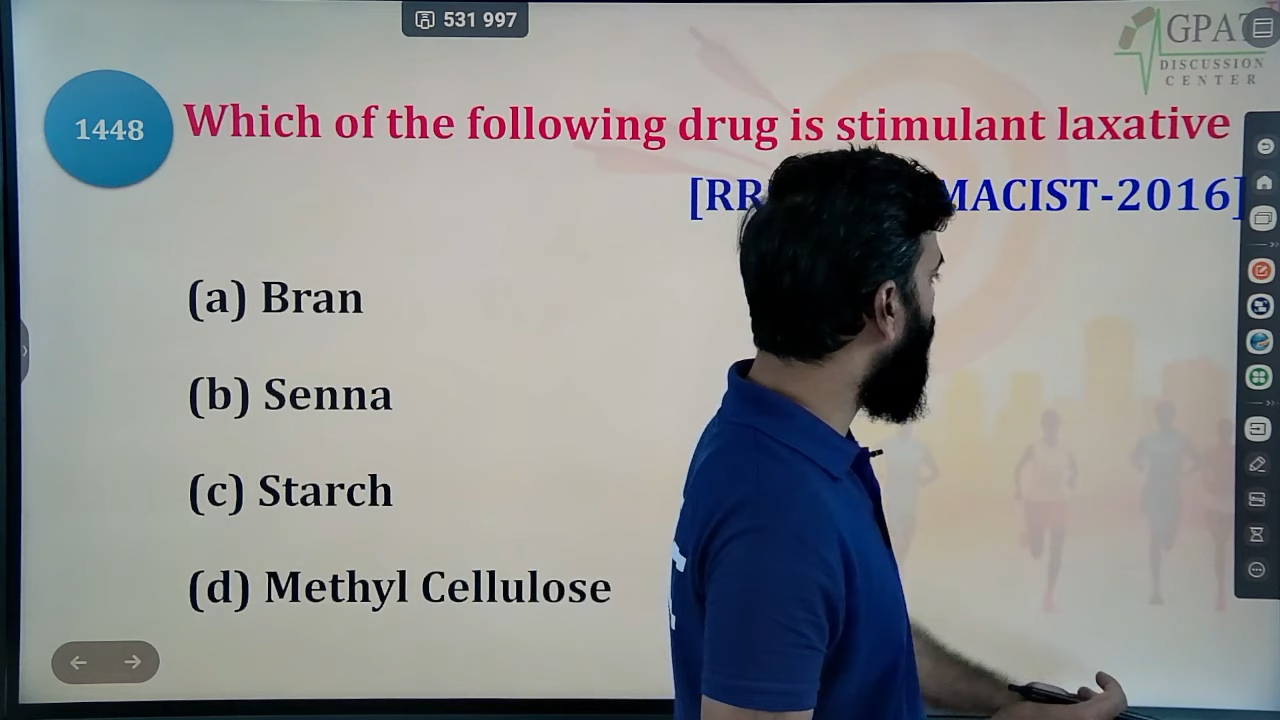 531 997
GPAT
DISCUSSION
CENTER
1448
Which of the following drug is stimulant laxative
[RR MACIST-2016]
(a) Bran
(b) Senna
(c) Starch
(d) Methyl Cellulose